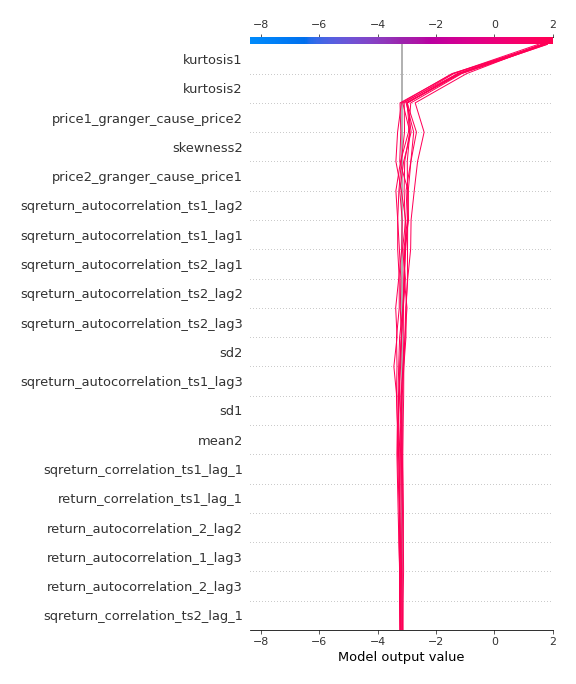 −8 −6 −4 −2 0 2
kurtosis1
kurtosis2
price1_granger_cause_price2
skewness2
price2_granger_cause_price1
sqreturn_autocorrelation_ts1_lag2
sqreturn_autocorrelation_ts1_lag1
sqreturn_autocorrelation_ts2_lag1
sqreturn_autocorrelation_ts2_lag2
sqreturn_autocorrelation_ts2_lag3
sd2
sqreturn_autocorrelation_ts1_lag3
sd1
mean2
sqreturn_correlation_ts1_lag_1
return_correlation_ts1_lag_1
return_autocorrelation_2_lag2
return_autocorrelation_1_lag3
return_autocorrelation_2_lag3
sqreturn_correlation_ts2_lag_1
−8 −6 −4 −2 0 2
Model output value